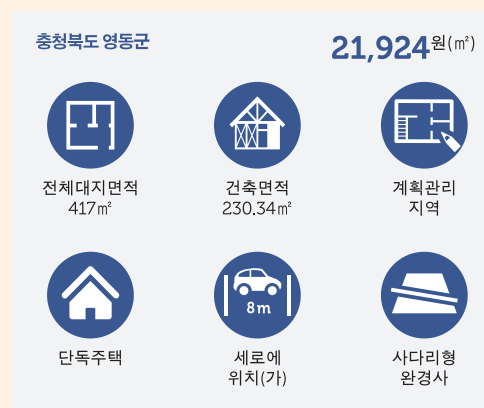 충청북도 영동군
21,924원(㎡)
전체대지면적
417㎡
건축면적
230.34㎡
계획관리
지역
단독주택
8m
세로에
위치(가)
사다리형
완경사